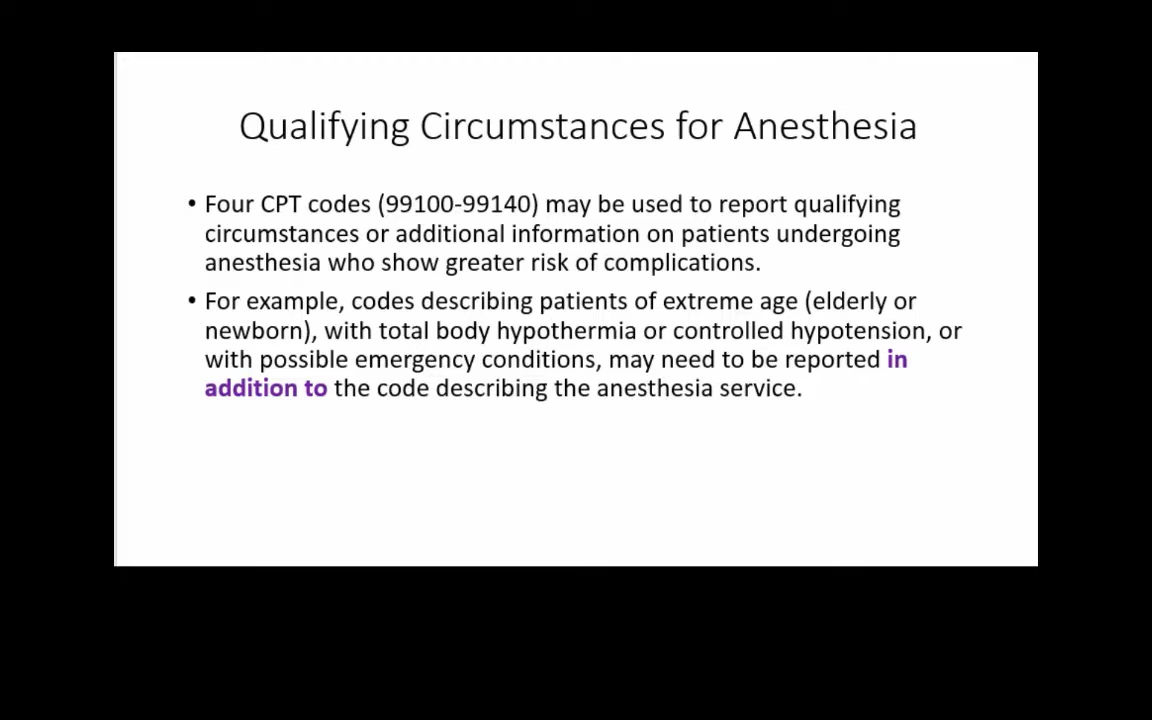 Qualifying Circumstances for Anesthesia
• Four CPT codes (99100-99140) may be used to report qualifying
circumstances or additional information on patients undergoing
anesthesia who show greater risk of complications.
• For example, codes describing patients of extreme age (elderly or
newborn), with total body hypothermia or controlled hypotension, or
with possible emergency conditions, may need to be reported in
addition to the code describing the anesthesia service.